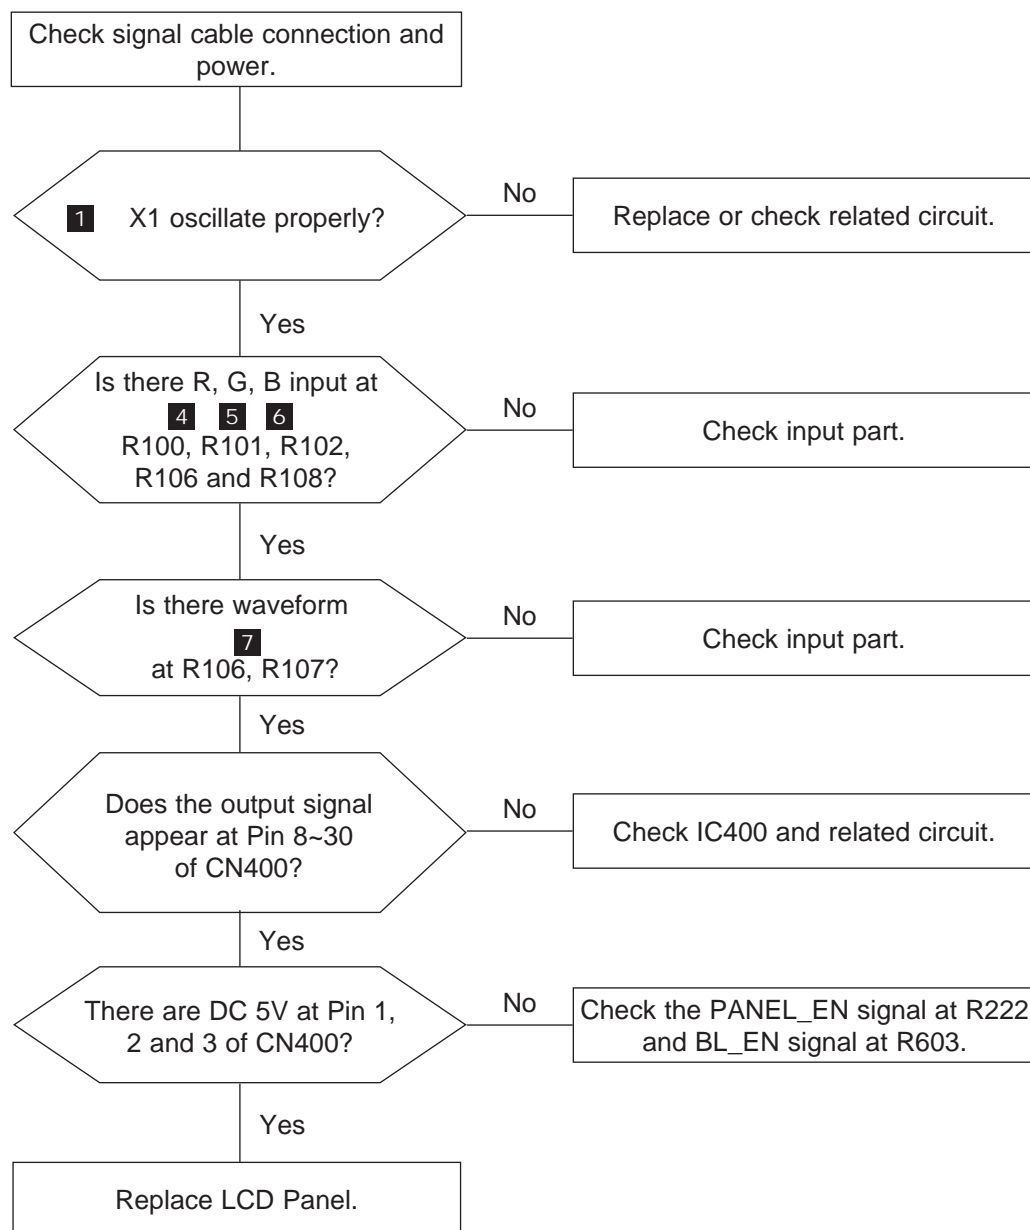 Check signal cable connection and
power.
1 X1 oscillate properly?
No
Replace or check related circuit.
Yes
Is there R, G, B input at
4 5 6
R100, R101, R102,
R106 and R108?
No
Check input part.
Yes
Is there waveform
7
at R106, R107?
No
Check input part.
Yes
Does the output signal
appear at Pin 8~30
of CN400?
No
Check IC400 and related circuit.
Yes
There are DC 5V at Pin 1,
2 and 3 of CN400?
No
Check the PANEL_EN signal at R222
and BL_EN signal at R603.
Yes
Replace LCD Panel.